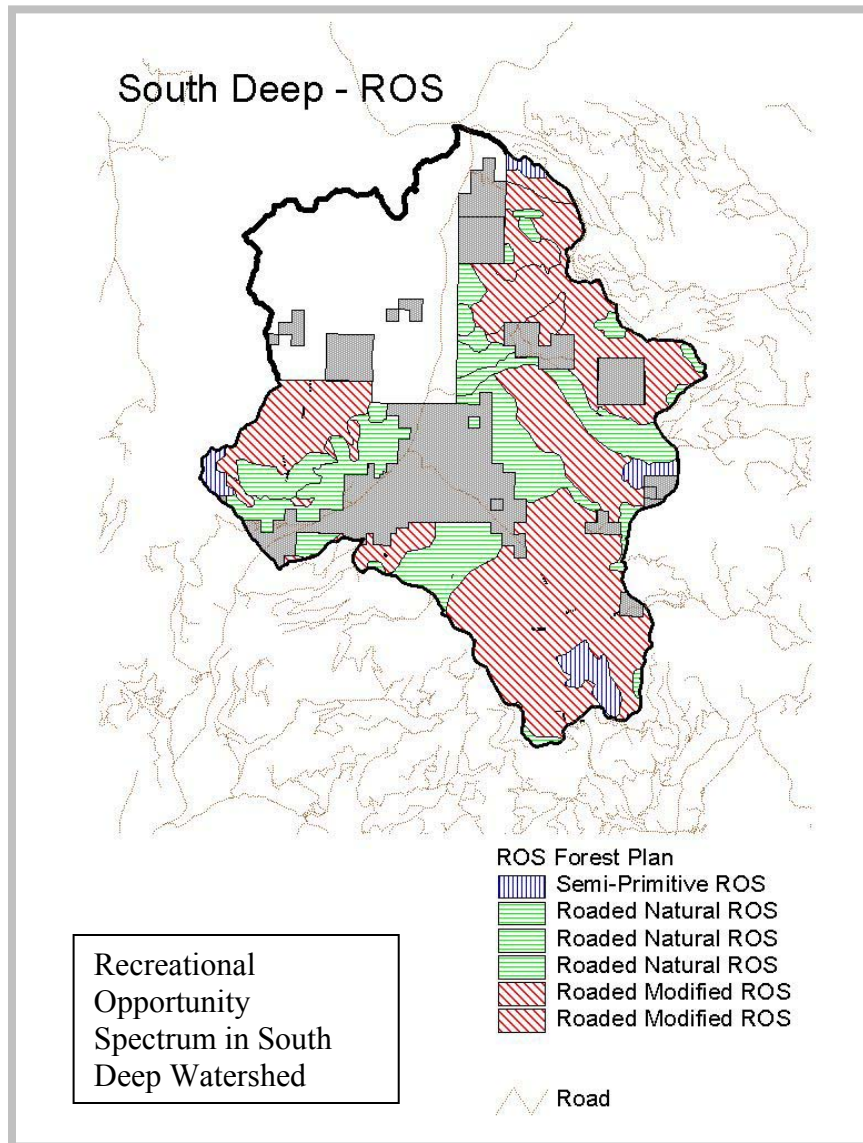 South Deep - ROS
ROS Forest Plan
Semi-Primitive ROS
Roaded Natural ROS
Roaded Natural ROS
Roaded Natural ROS
Roaded Modified ROS
Roaded Modified ROS
Road
Recreational
Opportunity
Spectrum in South
Deep Watershed